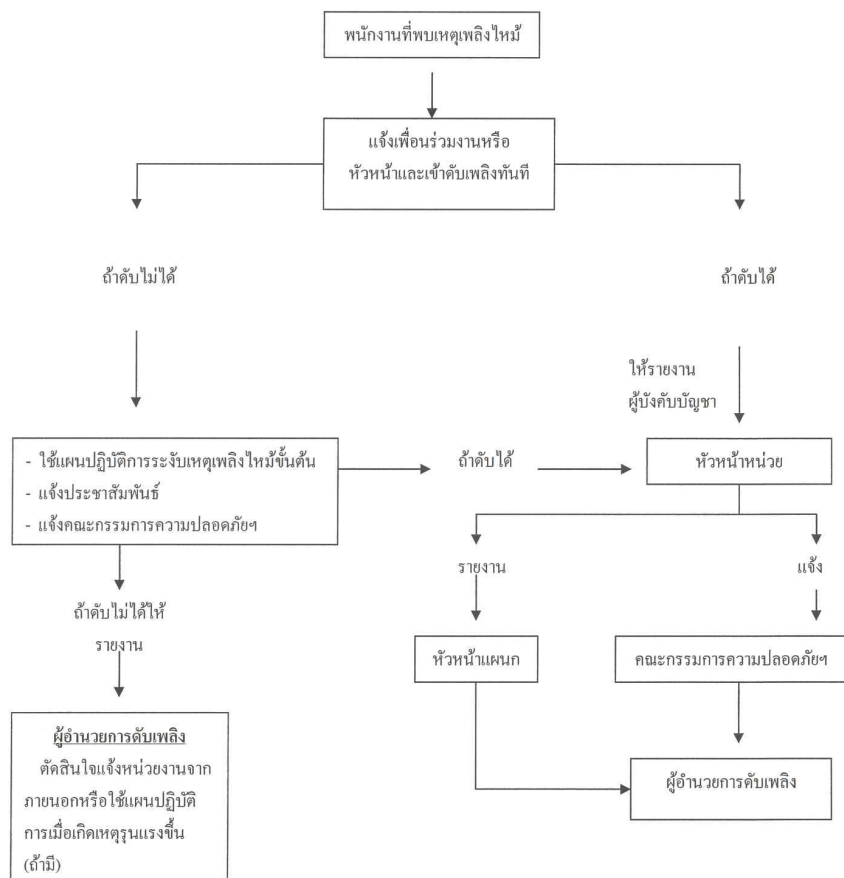 พนักงานที่พบเหตุเพลิงไหม้
แจ้งเพื่อนร่วมงานหรือ
หัวหน้าและเข้าดับเพลิงทันที
ถ้าดับไม่ได้
ถ้าดับได้
ให้รายงาน
ผู้บังคับบัญชา
- ใช้แผนปฏิบัติการระงับเหตุเพลิงไหม้ขั้นต้น
- แจ้งประชาสัมพันธ์
- แจ้งคณะกรรมการความปลอดภัยฯ
ถ้าดับได้
หัวหน้าหน่วย
รายงาน
แจ้ง
ถ้าดับไม่ได้ให้
รายงาน
หัวหน้าแผนก
คณะกรรมการความปลอดภัยฯ
ผู้อำนวยการดับเพลิง
ตัดสินใจแจ้งหน่วยงานจาก
ภายนอกหรือใช้แผนปฏิบัติ
การเมื่อเกิดเหตุรุนแรงขึ้น
(ถ้ามี)
ผู้อำนวยการดับเพลิง